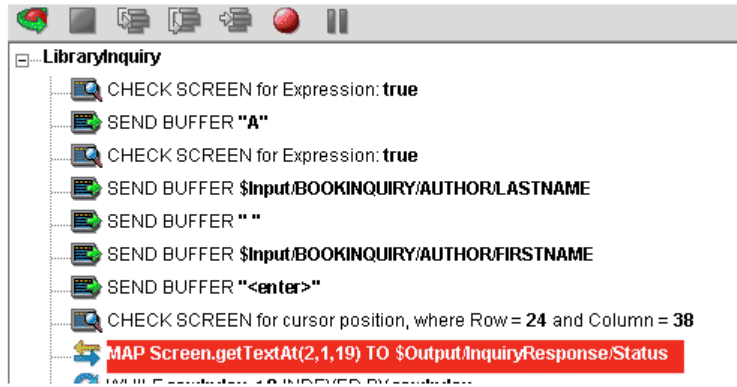 LibraryInquiry
CHECK SCREEN for Expression: true
SEND BUFFER "A"
CHECK SCREEN for Expression: true
SEND BUFFER $Input/BOOKINQUIRY/AUTHOR/LASTNAME
SEND BUFFER " "
SEND BUFFER $Input/BOOKINQUIRY/AUTHOR/FIRSTNAME
SEND BUFFER "<enter>"
CHECK SCREEN for cursor position, where Row = 24 and Column = 38
MAP Screen.getTextAt(2,1,19) TO $Output/InquiryResponse/Status